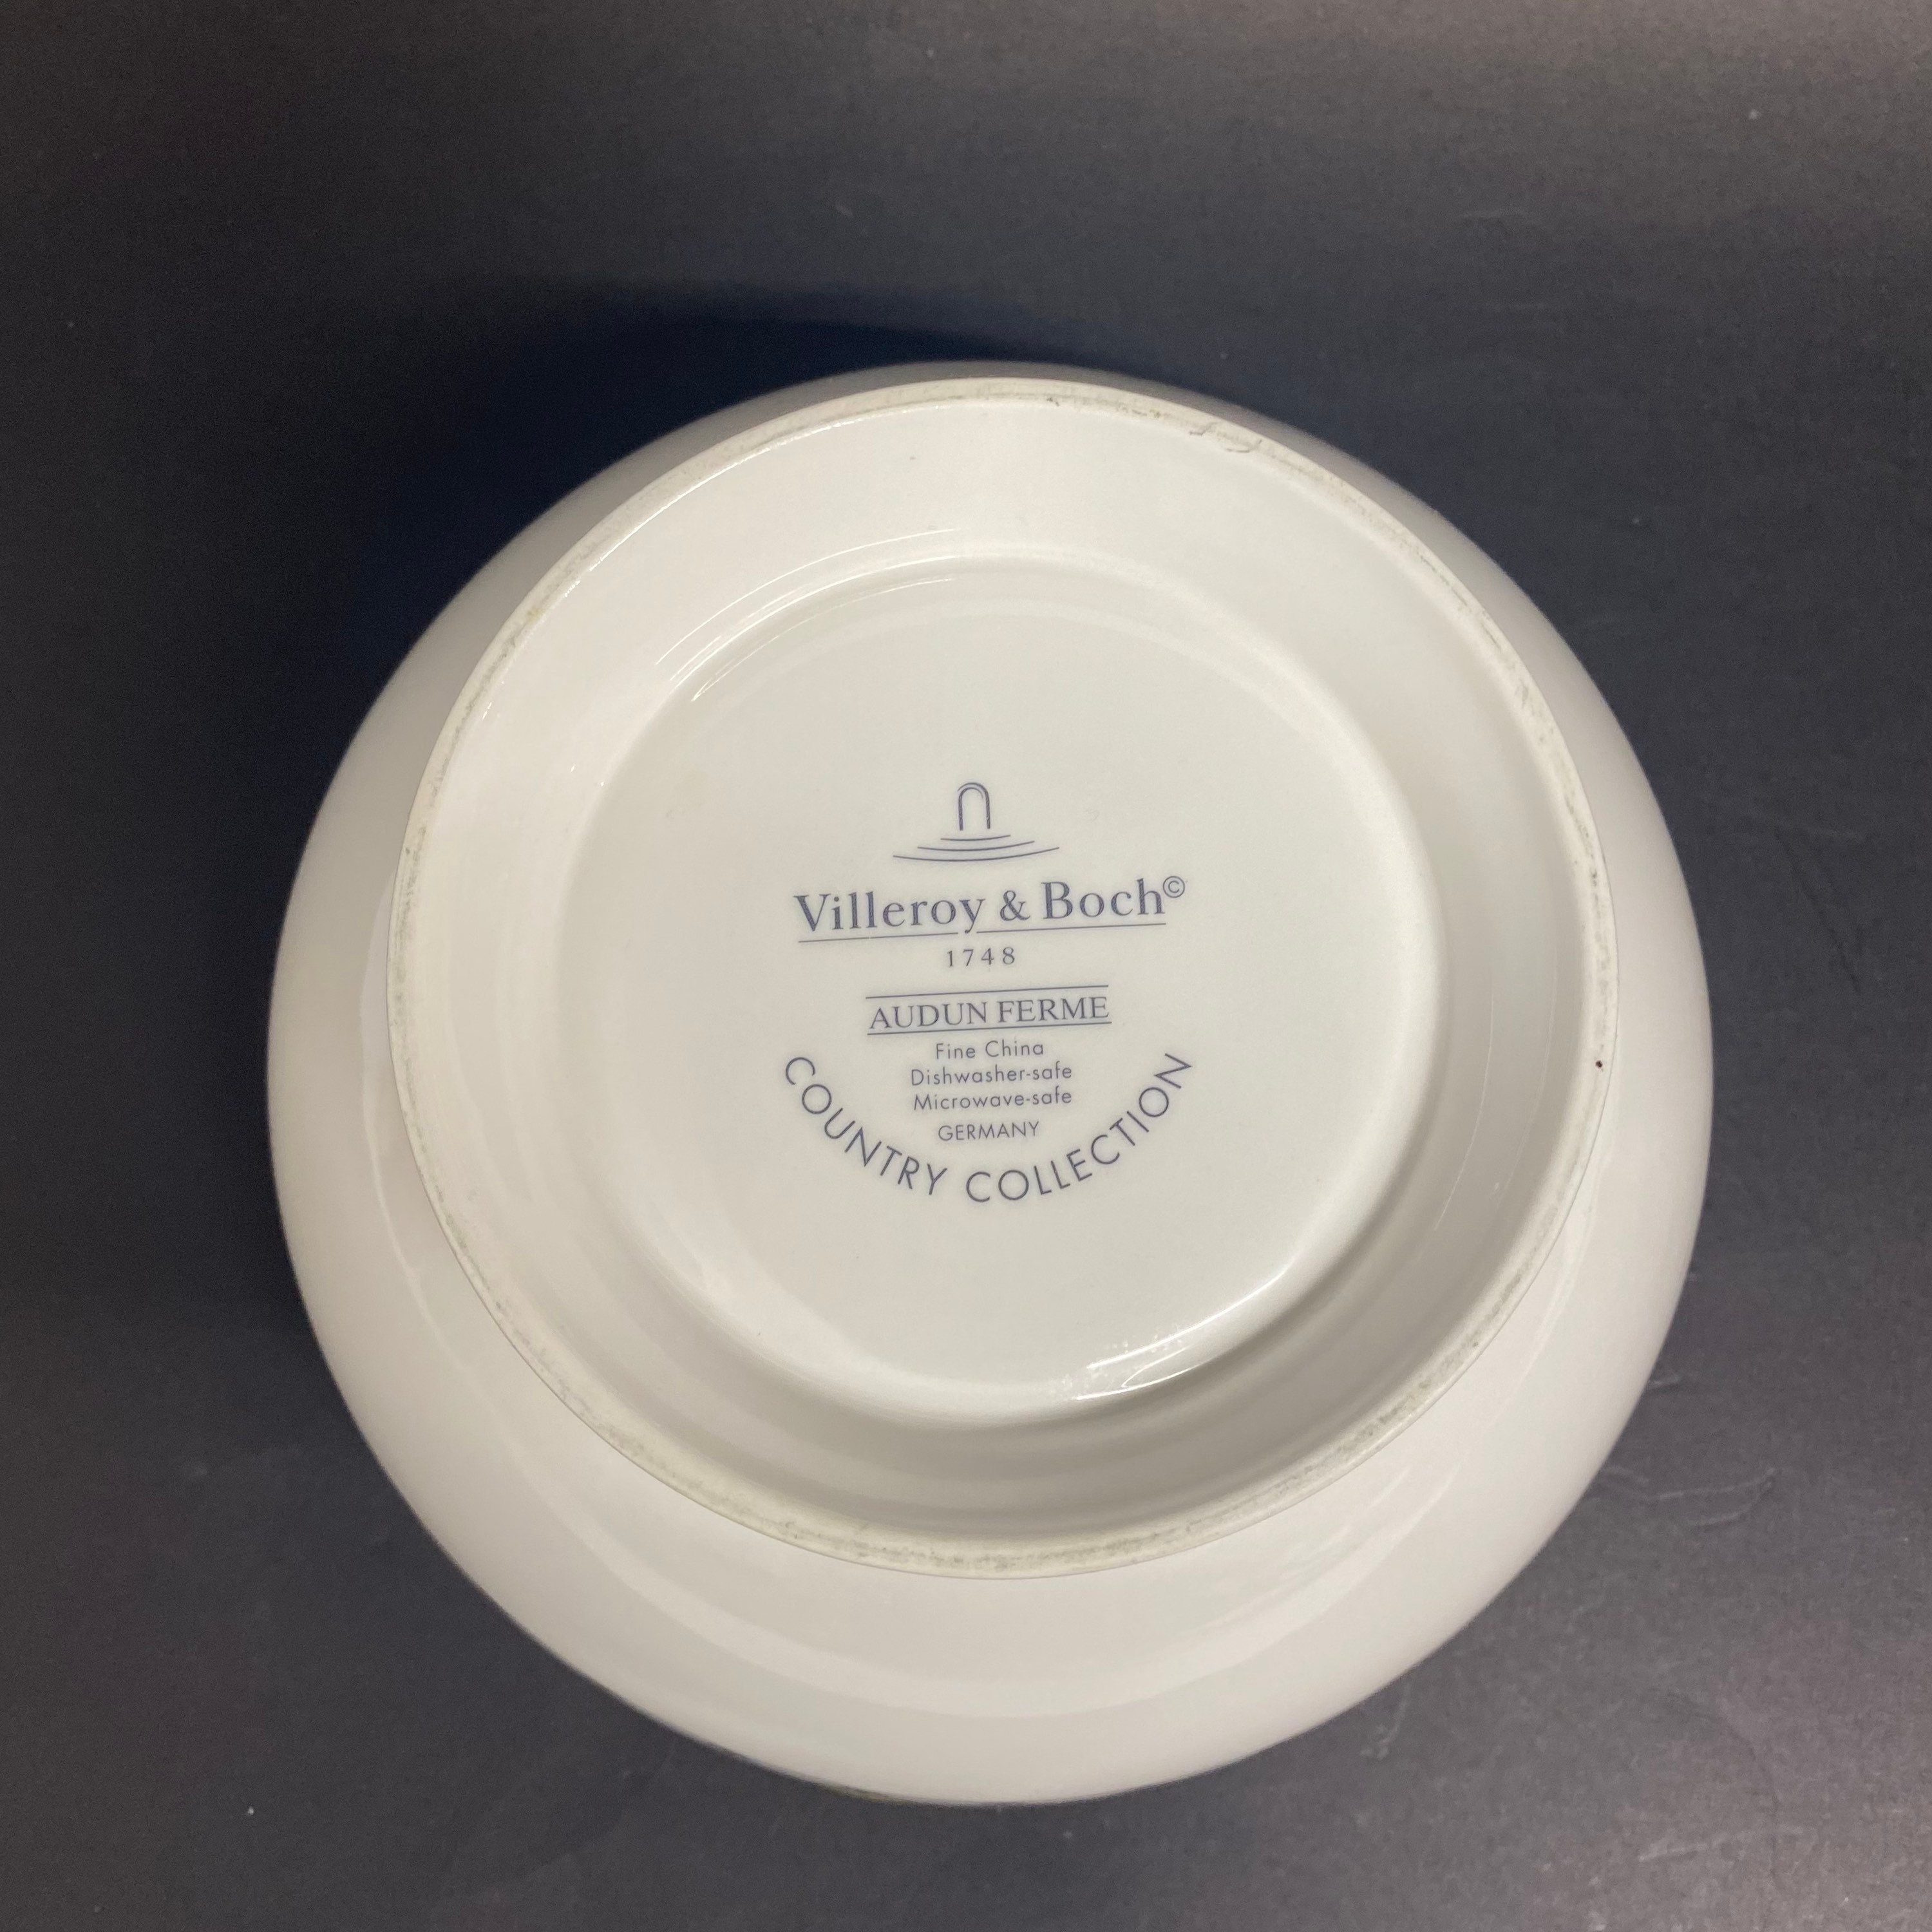 Villeroy & Boch©
1748
AUDUN FERME
Fine China
Dishwasher-safe
Microwave-safe
GERMANY
COUNTRY COLLECTION